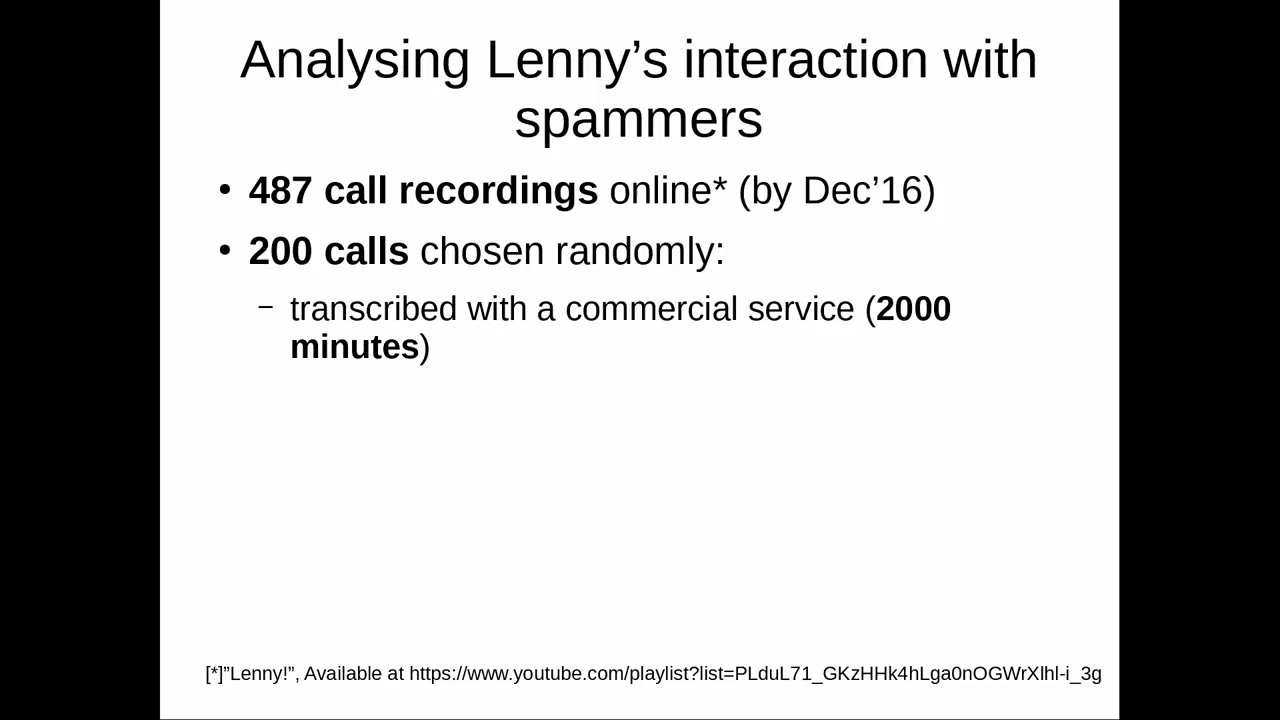 Analysing Lenny’s interaction with
spammers
• 487 call recordings online* (by Dec’16)
• 200 calls chosen randomly:
– transcribed with a commercial service (2000
minutes)
[*]”Lenny!”, Available at https://www.youtube.com/playlist?list=PLduL71_GKzHHk4hLga0nOGWrXlhl-i_3g